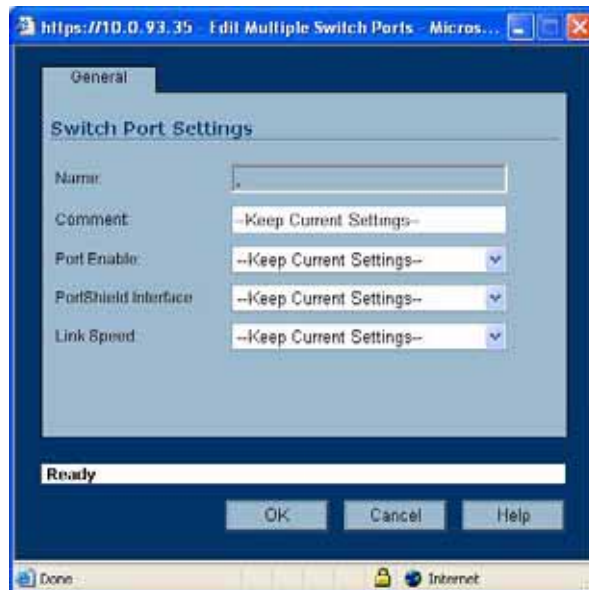 https://10.0.93.35 - Edit Multiple Switch Ports - Micros...
General
Switch Port Settings
Name:
,
Comment:
--Keep Current Settings--
Port Enable:
--Keep Current Settings--
PortShield Interface
--Keep Current Settings--
Link Speed:
--Keep Current Settings--
Ready
OK Cancel Help
Done Internet